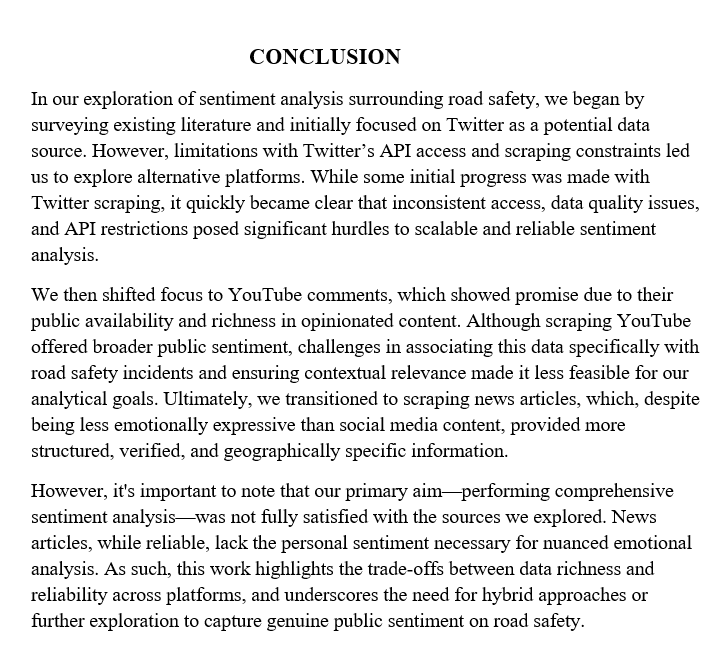 CONCLUSION
In our exploration of sentiment analysis surrounding road safety, we began by
surveying existing literature and initially focused on Twitter as a potential data
source. However, limitations with Twitter’s API access and scraping constraints led
us to explore alternative platforms. While some initial progress was made with
Twitter scraping, it quickly became clear that inconsistent access, data quality issues,
and API restrictions posed significant hurdles to scalable and reliable sentiment
analysis.
We then shifted focus to YouTube comments, which showed promise due to their
public availability and richness in opinionated content. Although scraping YouTube
offered broader public sentiment, challenges in associating this data specifically with
road safety incidents and ensuring contextual relevance made it less feasible for our
analytical goals. Ultimately, we transitioned to scraping news articles, which, despite
being less emotionally expressive than social media content, provided more
structured, verified, and geographically specific information.
However, it's important to note that our primary aim—performing comprehensive
sentiment analysis—was not fully satisfied with the sources we explored. News
articles, while reliable, lack the personal sentiment necessary for nuanced emotional
analysis. As such, this work highlights the trade-offs between data richness and
reliability across platforms, and underscores the need for hybrid approaches or
further exploration to capture genuine public sentiment on road safety.